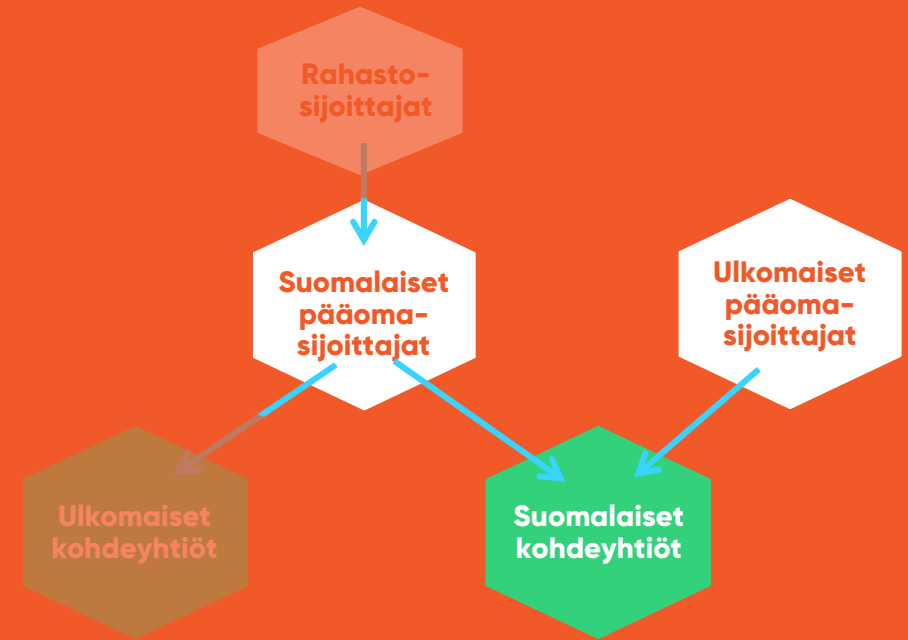 Rahasto-
sijoittajat
Suomalaiset
pääoma-
sijoittajat
Ulkomaiset
pääoma-
sijoittajat
Ulkomaiset
kohdeyhtiöt
Suomalaiset
kohdeyhtiöt